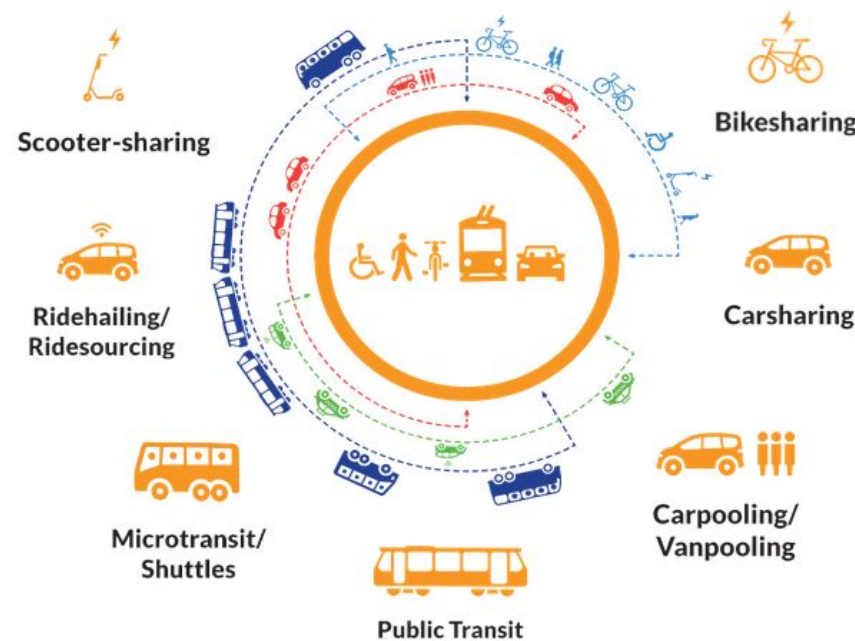 Scooter-sharing
Bikesharing
Ridehailing/
Ridesourcing
Carsharing
Microtransit/
Shuttles
Carpooling/
Vanpooling
Public Transit